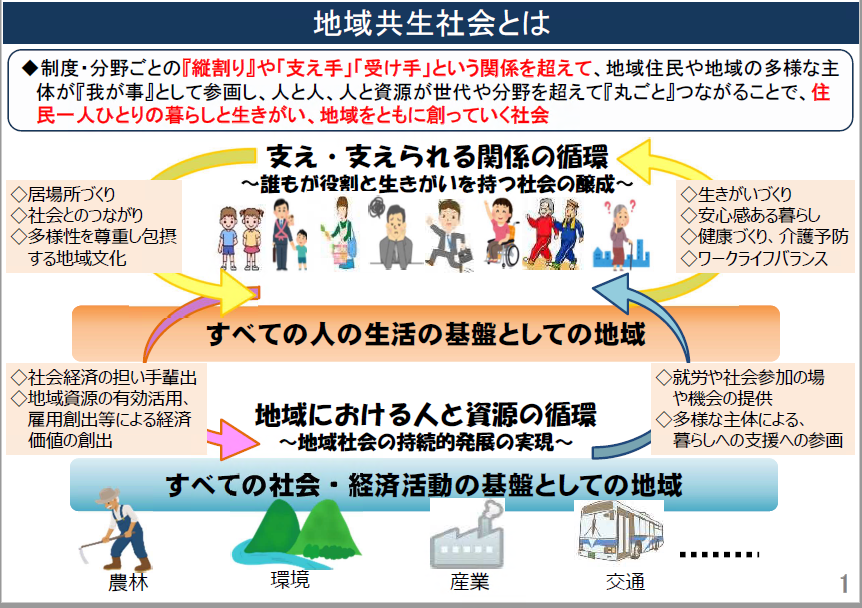 地域共生社会とは
◆制度・分野ごとの『縦割り』や「支え手」「受け手」という関係を超えて、地域住民や地域の多様な主
体が『我が事』として参画し、人と人、人と資源が世代や分野を超えて『丸ごと』つながることで、住
民一人ひとりの暮らしと生きがい、地域をともに創っていく社会
支え・支えられる関係の循環
～誰もが役割と生きがいを持つ社会の醸成～
◇居場所づくり
◇社会とのつながり
◇多様性を尊重し包摂
する地域文化
◇生きがいづくり
◇安心感ある暮らし
◇健康づくり、介護予防
◇ワークライフバランス
すべての人の生活の基盤としての地域
◇社会経済の担い手輩出
◇地域資源の有効活用、
雇用創出等による経済
価値の創出
◇就労や社会参加の場
や機会の提供
◇多様な主体による、
暮らしへの支援への参画
地域における人と資源の循環
～地域社会の持続的発展の実現～
すべての社会・経済活動の基盤としての地域
農林
環境
産業
交通
1